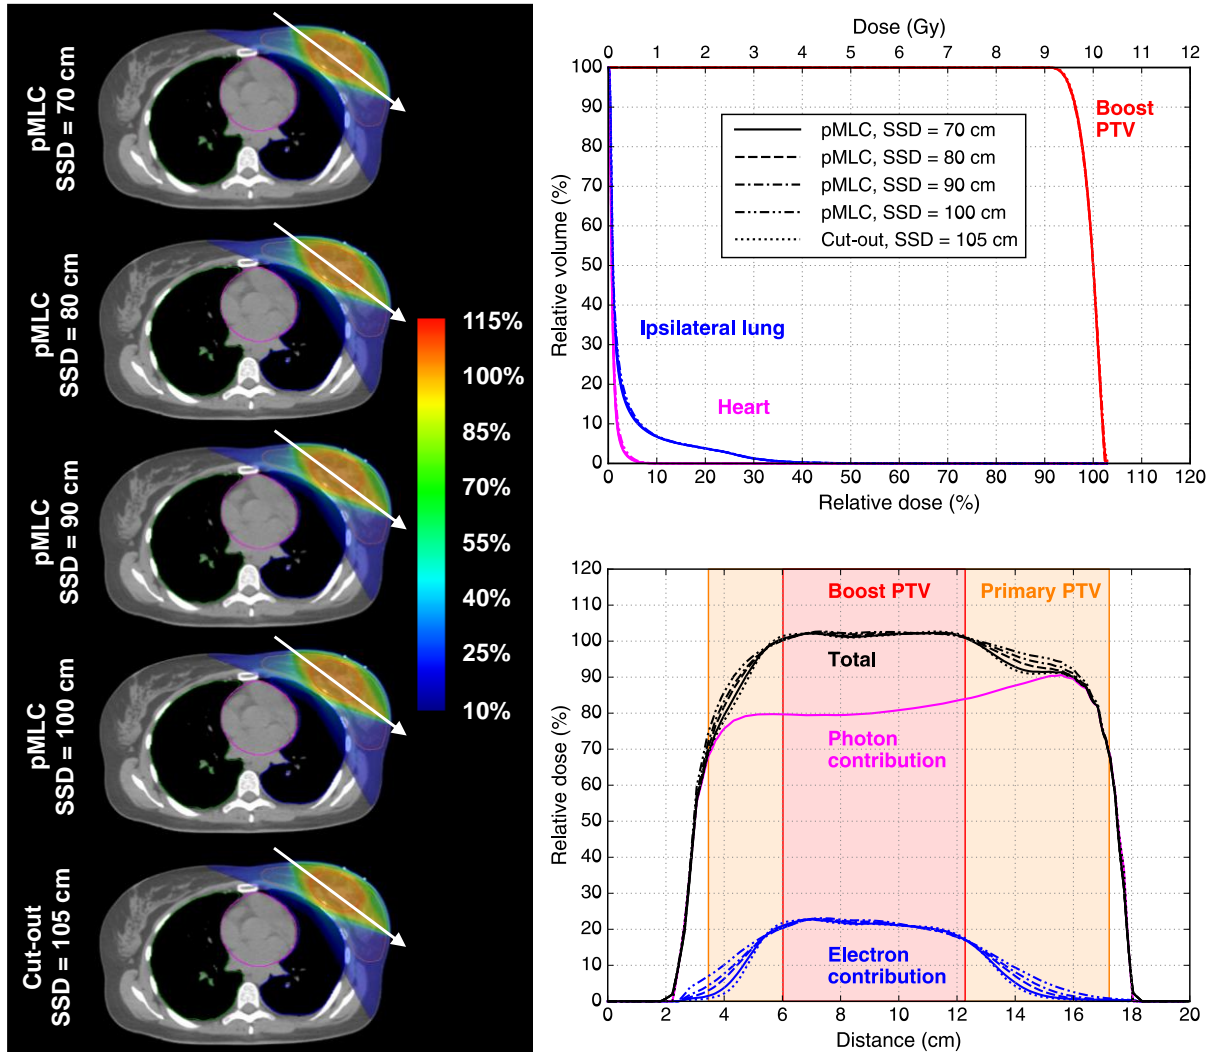 pMLC
SSD = 70 cm
pMLC
SSD = 80 cm
pMLC
SSD = 90 cm
pMLC
SSD = 100 cm
Cut-out
SSD = 105 cm
115%
100%
85%
70%
55%
40%
25%
10%
Dose (Gy)
0 1 2 3 4 5 6 7 8 9 10 11 12
100
90
80
70
60
50
40
30
20
10
0
Relative volume (%)
Boost
PTV
pMLC, SSD = 70 cm
pMLC, SSD = 80 cm
pMLC, SSD = 90 cm
pMLC, SSD = 100 cm
Cut-out, SSD = 105 cm
Ipsilateral lung
Heart
0 10 20 30 40 50 60 70 80 90 100 110 120
Relative dose (%)
120
110
100
90
80
70
60
50
40
30
20
10
0
Relative dose (%)
Boost PTV
Primary PTV
Total
Photon
contribution
Electron
contribution
0 2 4 6 8 10 12 14 16 18 20
Distance (cm)